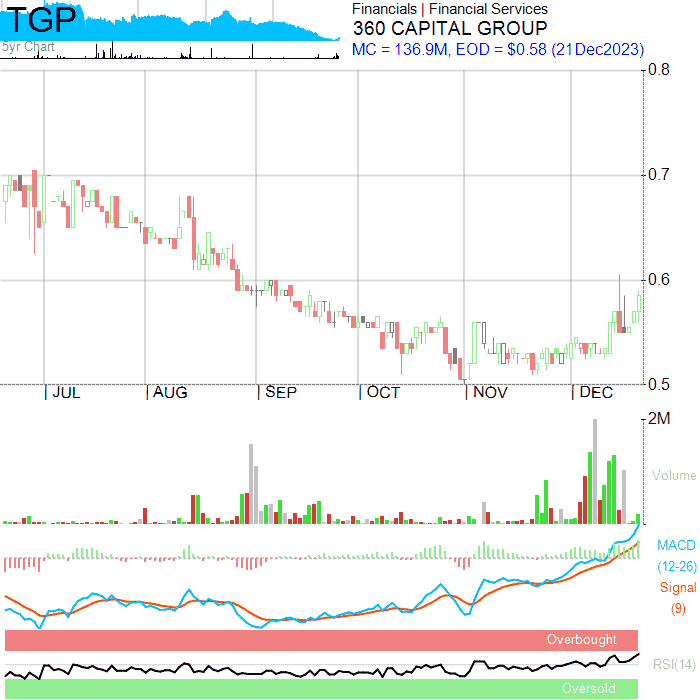 TGP
5yr Chart
Financials | Financial Services
360 CAPITAL GROUP
MC = 136.9M, EOD = $0.58 (21Dec2023)
0.8
0.7
0.6
0.5
JUL
AUG
SEP
OCT
NOV
DEC
2M
Volume
MACD
(12-26)
Signal
(9)
Overbought
RSI(14)
Oversold